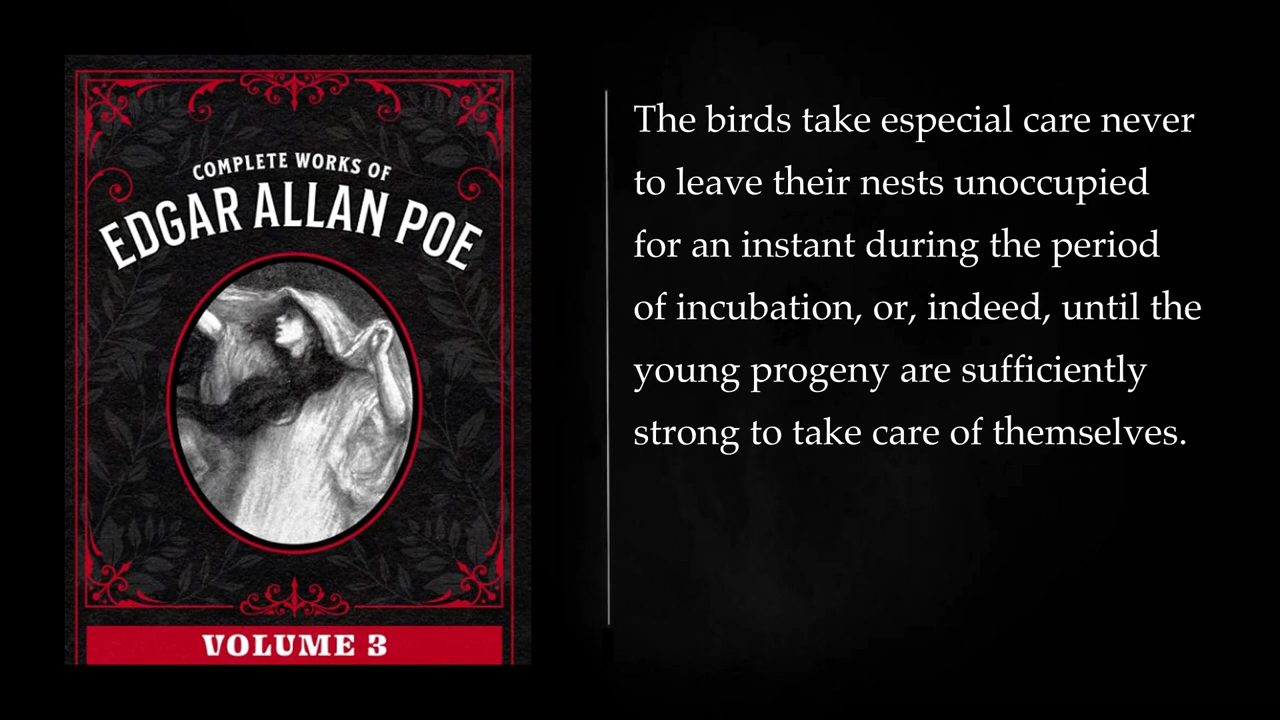 COMPLETE WORKS OF
EDGAR ALLAN POE
VOLUME 3
The birds take especial care never
to leave their nests unoccupied
for an instant during the period
of incubation, or, indeed, until the
young progeny are sufficiently
strong to take care of themselves.